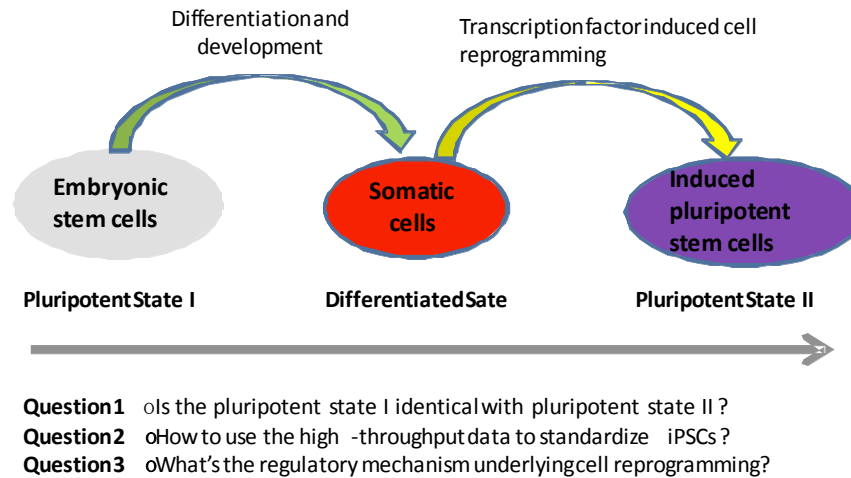 Differentiation and
development
Transcription factor induced cell
reprogramming
Embryonic
stem cells
Somatic
cells
Induced
pluripotent
stem cells
Pluripotent State I
Differentiated Sate
Pluripotent State II
Question1 oIs the pluripotent state I identical with pluripotent state II ?
Question2 oHow to use the high -throughput data to standardize iPSCs ?
Question3 oWhat's the regulatory mechanism underlying cell reprogramming?